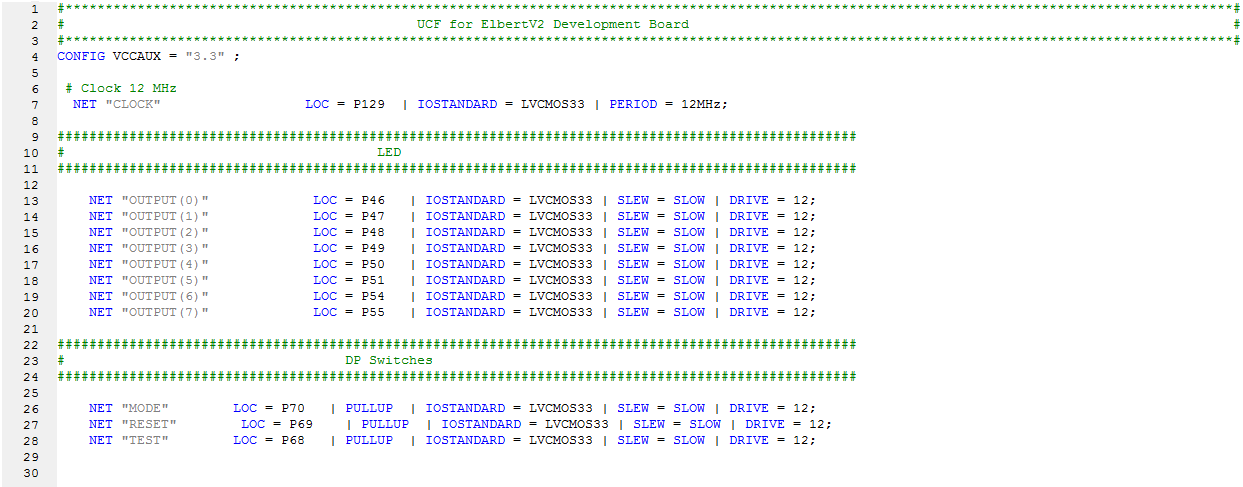 1 #**************************************************************************************************************************************************#
2 # UCF for ElbertV2 Development Board #
3 #**************************************************************************************************************************************************#
4 CONFIG VCCAUX = "3.3" ;
5
6 # Clock 12 MHz
7 NET "CLOCK" LOC = P129 | IOSTANDARD = LVCMOS33 | PERIOD = 12MHz;
8
9 ####################################################################################################
10 # LED
11 ####################################################################################################
12
13 NET "OUTPUT(0)" LOC = P46 | IOSTANDARD = LVCMOS33 | SLEW = SLOW | DRIVE = 12;
14 NET "OUTPUT(1)" LOC = P47 | IOSTANDARD = LVCMOS33 | SLEW = SLOW | DRIVE = 12;
15 NET "OUTPUT(2)" LOC = P48 | IOSTANDARD = LVCMOS33 | SLEW = SLOW | DRIVE = 12;
16 NET "OUTPUT(3)" LOC = P49 | IOSTANDARD = LVCMOS33 | SLEW = SLOW | DRIVE = 12;
17 NET "OUTPUT(4)" LOC = P50 | IOSTANDARD = LVCMOS33 | SLEW = SLOW | DRIVE = 12;
18 NET "OUTPUT(5)" LOC = P51 | IOSTANDARD = LVCMOS33 | SLEW = SLOW | DRIVE = 12;
19 NET "OUTPUT(6)" LOC = P54 | IOSTANDARD = LVCMOS33 | SLEW = SLOW | DRIVE = 12;
20 NET "OUTPUT(7)" LOC = P55 | IOSTANDARD = LVCMOS33 | SLEW = SLOW | DRIVE = 12;
21
22 ####################################################################################################
23 # DP Switches
24 ####################################################################################################
25
26 NET "MODE" LOC = P70 | PULLUP | IOSTANDARD = LVCMOS33 | SLEW = SLOW | DRIVE = 12;
27 NET "RESET" LOC = P69 | PULLUP | IOSTANDARD = LVCMOS33 | SLEW = SLOW | DRIVE = 12;
28 NET "TEST" LOC = P68 | PULLUP | IOSTANDARD = LVCMOS33 | SLEW = SLOW | DRIVE = 12;
29
30